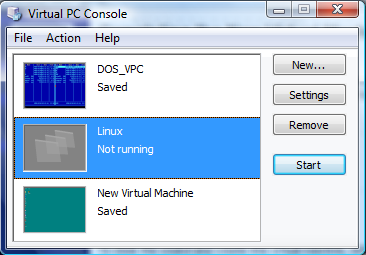 Virtual PC Console
File Action Help
DOS_VPC
Saved
Linux
Not running
New Virtual Machine
Saved
New...
Settings
Remove
Start